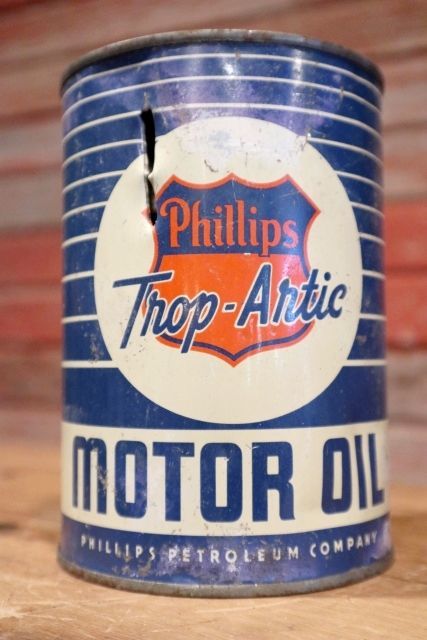 Phillips
Trop-Artic
MOTOR OIL
PHILLIPS PETROLEUM COMPANY